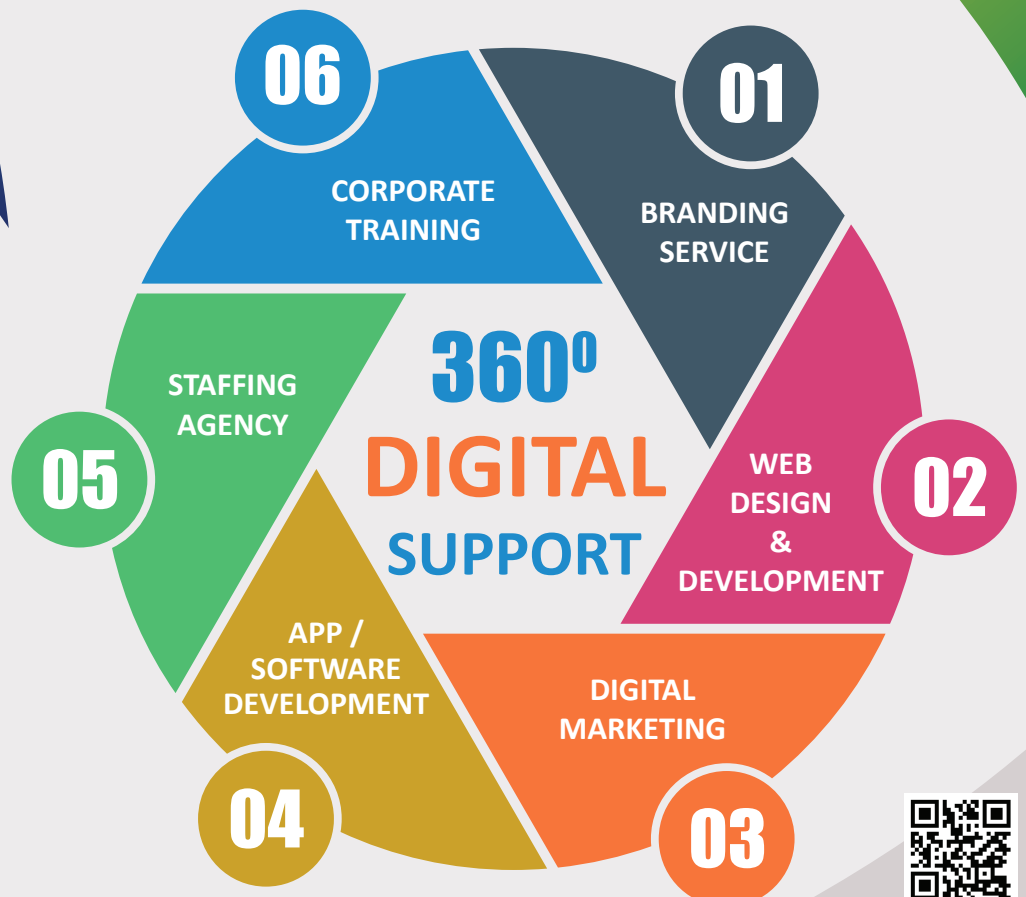 360⁰
DIGITAL
SUPPORT
01
BRANDING
SERVICE
02
WEB
DESIGN
&
DEVELOPMENT
03
DIGITAL
MARKETING
04
APP /
SOFTWARE
DEVELOPMENT
05
STAFFING
AGENCY
06
CORPORATE
TRAINING